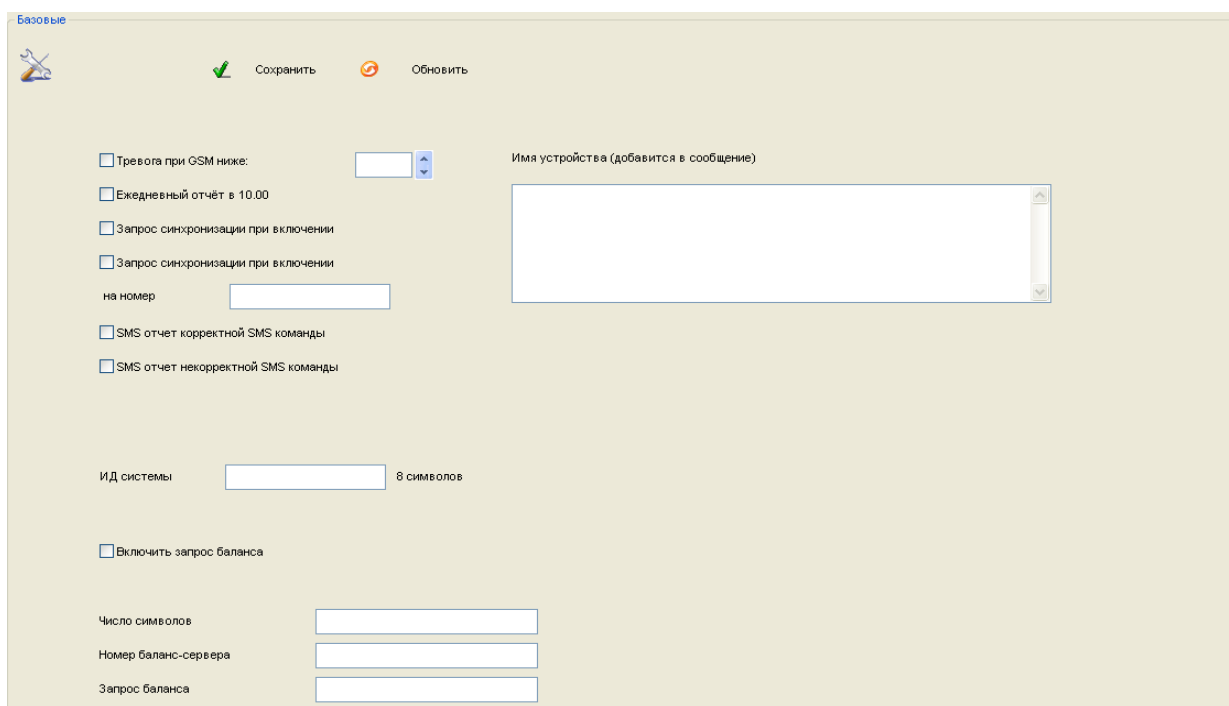 Базовые
Сохранить Обновить
Тревога при GSM ниже:
Имя устройства (добавится в сообщение)
Ежедневный отчёт в 10.00
Запрос синхронизации при включении
Запрос синхронизации при включении
на номер
SMS отчет корректной SMS команды
SMS отчет некорректной SMS команды
ИД системы 8 символов
Включить запрос баланса
Число символов
Номер баланс-сервера
Запрос баланса